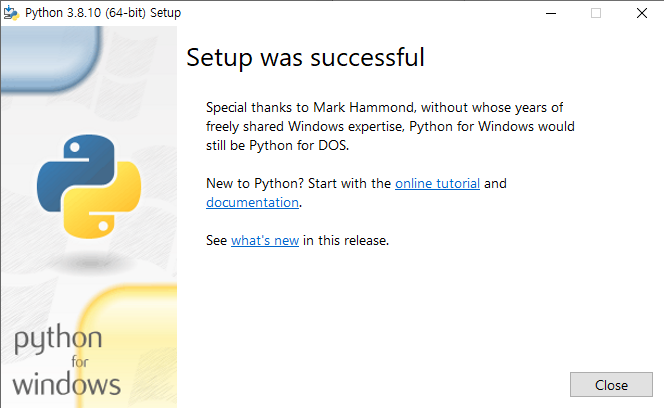 Python 3.8.10 (64-bit) Setup
Setup was successful
Special thanks to Mark Hammond, without whose years of
freely shared Windows expertise, Python for Windows would
still be Python for DOS.
New to Python? Start with the online tutorial and
documentation.
See what's new in this release.
python
for
windows
Close